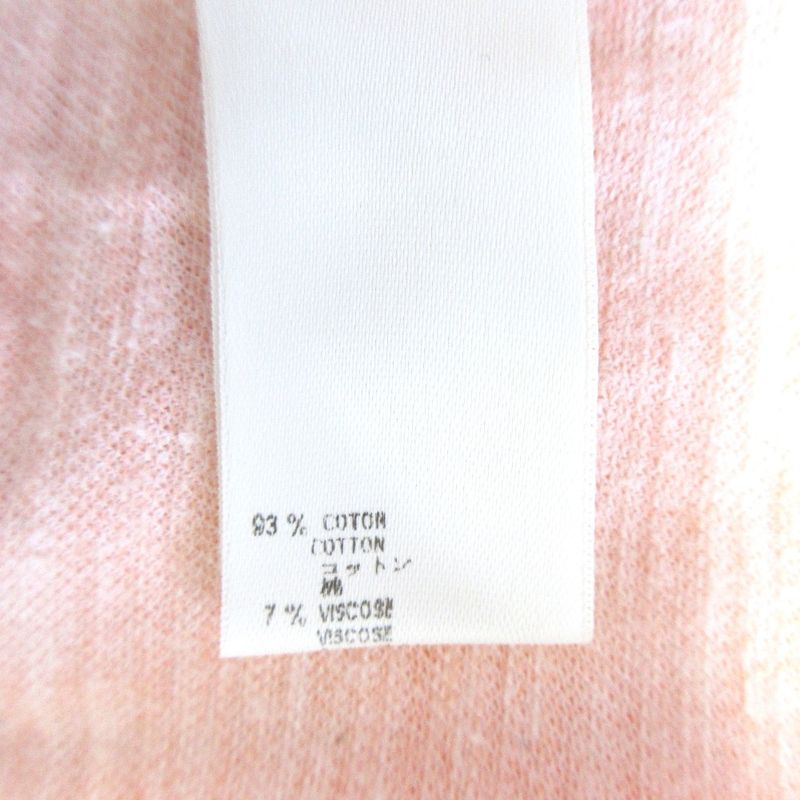 93 % COTON
COTTON
コットン
綿
7 % VISCOSE
VISCOSE